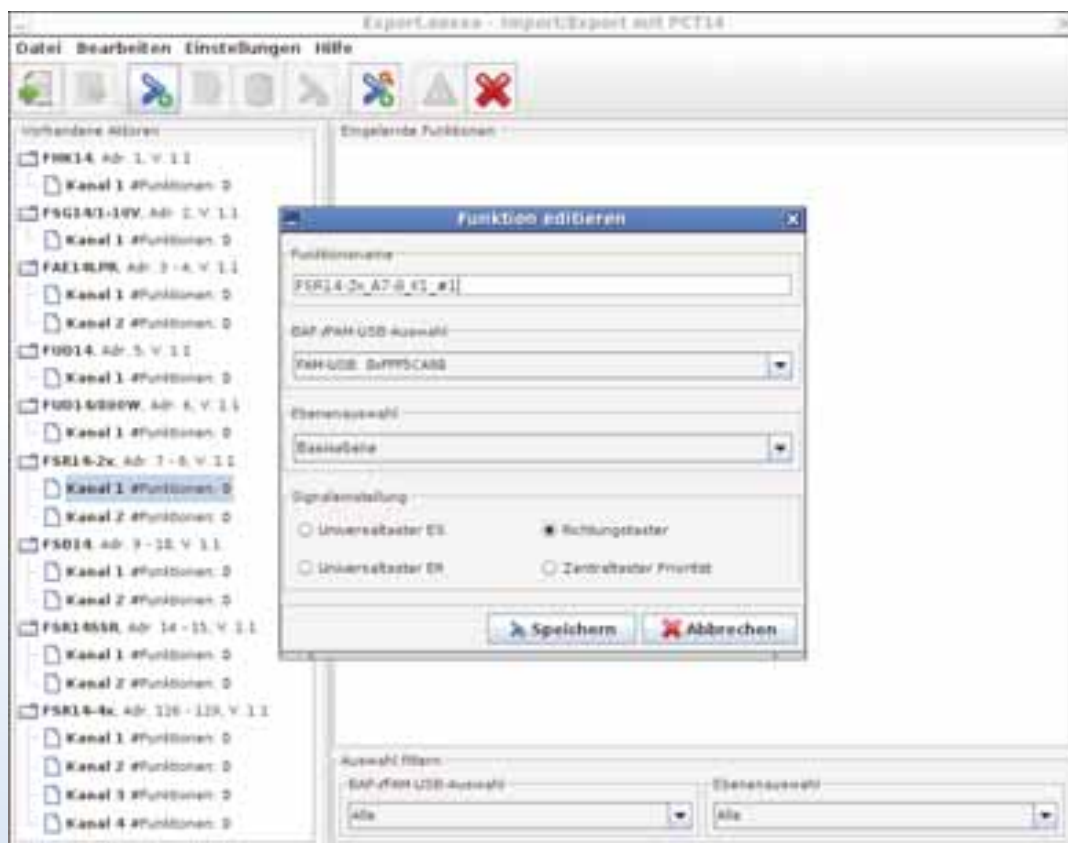 Export.eexea - Import/Export mit PCT14
Datei Bearbeiten Einstellungen Hilfe
Vorhandene Aktoren
FHK14, Adr. 1, V. 1.1
Kanal 1 #Funktionen: 0
FSG14/1-10V, Adr. 2, V. 1.1
Kanal 1 #Funktionen: 0
FAE14LPR, Adr. 3 - 4, V. 1.1
Kanal 1 #Funktionen: 0
Kanal 2 #Funktionen: 0
FUD14, Adr. 5, V. 1.1
Kanal 1 #Funktionen: 0
FUD14/800W, Adr. 6, V. 1.1
Kanal 1 #Funktionen: 0
FSR14-2x, Adr. 7 - 8, V. 1.1
Kanal 1 #Funktionen: 0
Kanal 2 #Funktionen: 0
FSD14, Adr. 9 - 10, V. 1.1
Kanal 1 #Funktionen: 0
Kanal 2 #Funktionen: 0
FSR14SSR, Adr. 14 - 15, V. 1.1
Kanal 1 #Funktionen: 0
Kanal 2 #Funktionen: 0
FSR14-4x, Adr. 126 - 129, V. 1.1
Kanal 1 #Funktionen: 0
Kanal 2 #Funktionen: 0
Kanal 3 #Funktionen: 0
Kanal 4 #Funktionen: 0
Eingelernte Funktionen
Funktion editieren
Funktionsname
FSR14-2x_A7-8_K1_#1
BAF-/FAM-USB-Auswahl
FAM-USB:
Ebenenauswahl
Basisebene
Signaleinstellung
Universaltaster ES
Richtungstaster
Universaltaster ER
Zentraltaster Priorität
Speichern
Abbrechen
Auswahl filtern
BAF-/FAM-USB-Auswahl
Alle
Ebenenauswahl
Alle